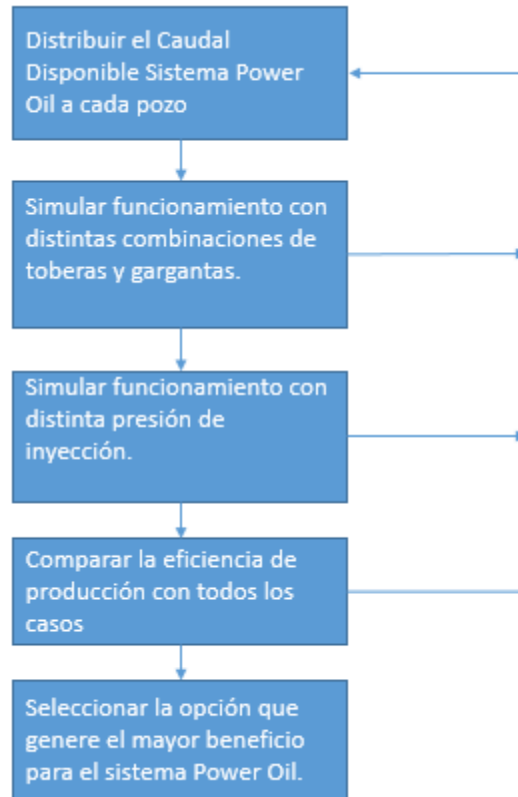 Distribuir el Caudal
Disponible Sistema Power
Oil a cada pozo
Simular funcionamiento con
distintas combinaciones de
toberas y gargantas.
Simular funcionamiento con
distinta presión de
inyección.
Comparar la eficiencia de
producción con todos los
casos
Seleccionar la opción que
genere el mayor beneficio
para el sistema Power Oil.